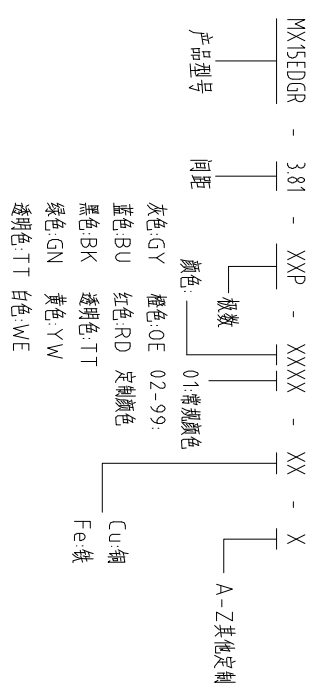 MX15EDGR - 3.81 - XXP - XXXX - XX - X
产品型号
间距
极数
颜色:
01:常规颜色
02-99:
定制颜色
灰色:GY 橙色:OE
蓝色:BU 红色:RD
黑色:BK 透明色:TT
绿色:GN 黄色:YW
透明色:TT 白色:WE
Cu:铜
Fe:铁
A-Z其他定制